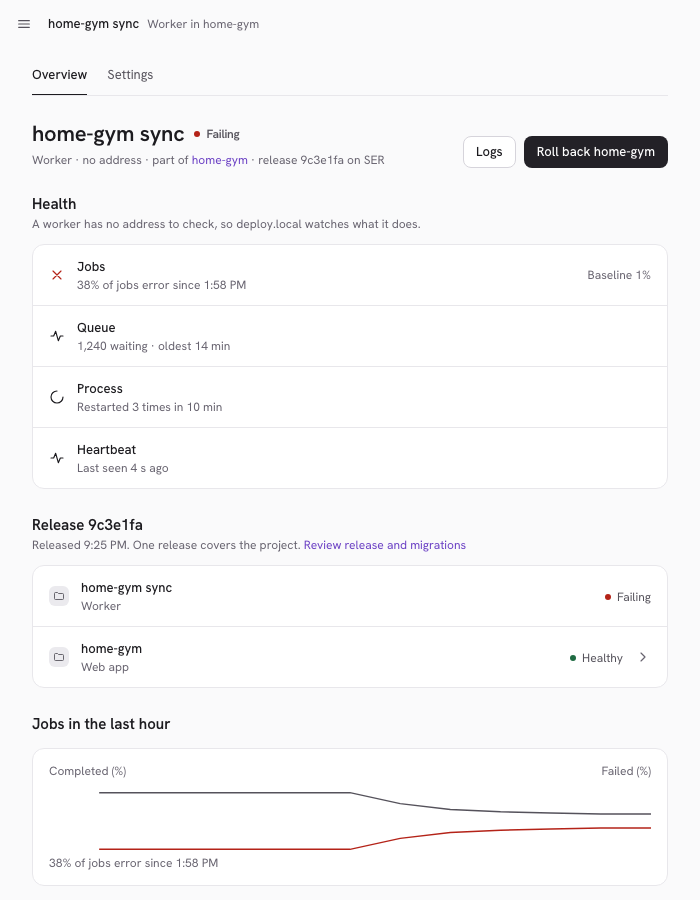 home-gym sync Worker in home-gym
Overview Settings
home-gym sync Failing
Worker · no address · part of home-gym · release 9c3e1fa on SER
Logs Roll back home-gym
Health
A worker has no address to check, so deploy.local watches what it does.
Jobs
38% of jobs error since 1:58 PM
Baseline 1%
Queue
1,240 waiting · oldest 14 min
Process
Restarted 3 times in 10 min
Heartbeat
Last seen 4 s ago
Release 9c3e1fa
Released 9:25 PM. One release covers the project. Review release and migrations
home-gym sync
Worker
Failing
home-gym
Web app
Healthy
Jobs in the last hour
Completed (%) Failed (%)
38% of jobs error since 1:58 PM